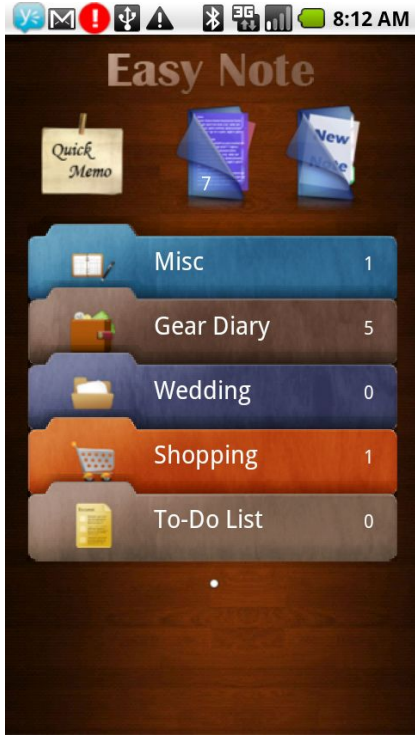 3G
8:12 AM
Easy Note
Quick
Memo
7
New
Note
Misc 1
Gear Diary 5
Wedding 0
Shopping 1
To-Do List 0